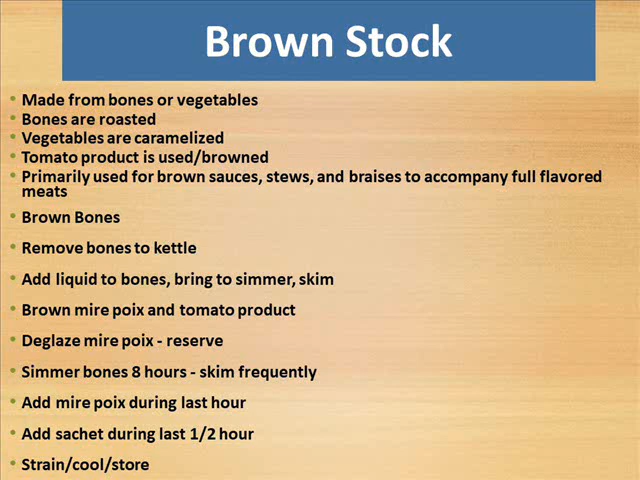 Brown Stock
• Made from bones or vegetables
• Bones are roasted
• Vegetables are caramelized
• Tomato product is used/browned
• Primarily used for brown sauces, stews, and braises to accompany full flavored
meats
• Brown Bones
• Remove bones to kettle
• Add liquid to bones, bring to simmer, skim
• Brown mire poix and tomato product
• Deglaze mire poix - reserve
• Simmer bones 8 hours - skim frequently
• Add mire poix during last hour
• Add sachet during last 1/2 hour
• Strain/cool/store